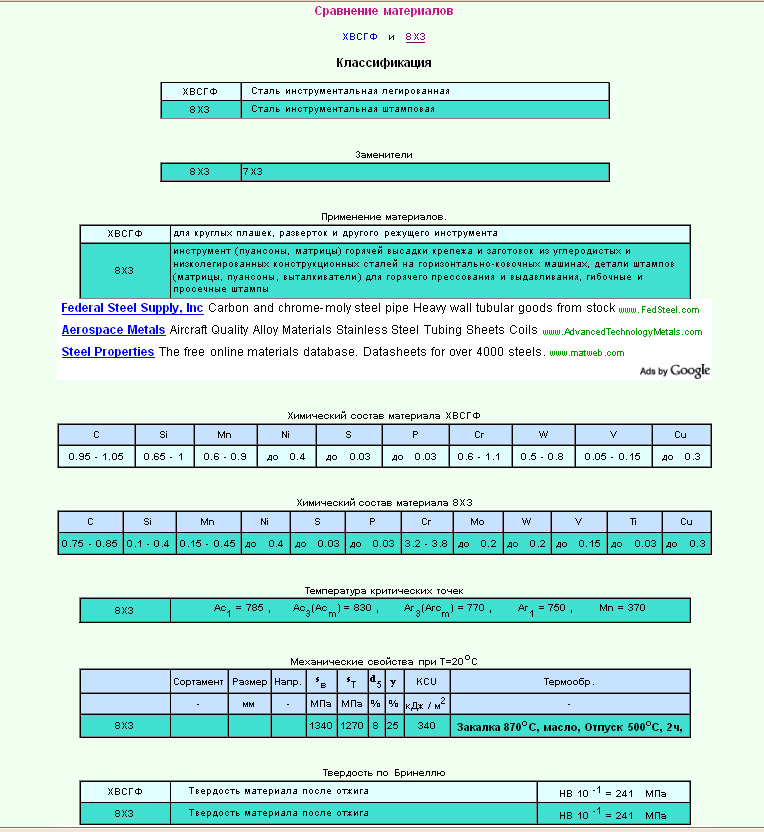 Сравнение материалов
ХВСГФ и 8Х3
Классификация
ХВСГФ Сталь инструментальная легированная
8Х3 Сталь инструментальная штамповая
Заменители
8Х3 7Х3
Применение материалов.
ХВСГФ для круглых плашек, разверток и другого режущего инструмента
8Х3 инструмент (пуансоны, матрицы) горячей высадки крепежа и заготовок из углеродистых и
низколегированных конструкционных сталей на горизонтально-ковочных машинах, детали штампов
(матрицы, пуансоны, выталкиватели) для горячего прессования и выдавливания, гибочные и
просечные штампы
Federal Steel Supply, Inc Carbon and chrome-moly steel pipe Heavy wall tubular goods from stock www.FedSteel.com
Aerospace Metals Aircraft Quality Alloy Materials Stainless Steel Tubing Sheets Coils www.AdvancedTechnologyMetals.com
Steel Properties The free online materials database. Datasheets for over 4000 steels. www.matweb.com
Ads by Google
Химический состав материала ХВСГФ
C Si Mn Ni S P Cr W V Cu
0.95 - 1.05 0.65 - 1 0.6 - 0.9 до 0.4 до 0.03 до 0.03 0.6 - 1.1 0.5 - 0.8 0.05 - 0.15 до 0.3
Химический состав материала 8Х3
C Si Mn Ni S P Cr Mo W V Ti Cu
0.75 - 0.85 0.1 - 0.4 0.15 - 0.45 до 0.4 до 0.03 до 0.03 3.2 - 3.8 до 0.2 до 0.2 до 0.15 до 0.03 до 0.3
Температура критических точек
8Х3 Ac1 = 785 , Ac3(Acm) = 830 , Ar3(Arcm) = 770 , Ar1 = 750 , Mn = 370
Механические свойства при Т=20°С
Сортамент Размер Напр. sв sT d5 y KCU Термообр.
- мм - МПа МПа % % кДж / м2 -
8Х3 1340 1270 8 25 340 Закалка 870°С, масло, Отпуск 500°С, 2ч,
Твердость по Бринеллю
ХВСГФ Твердость материала после отжига HB 10 -1 = 241 МПа
8Х3 Твердость материала после отжига HB 10 -1 = 241 МПа